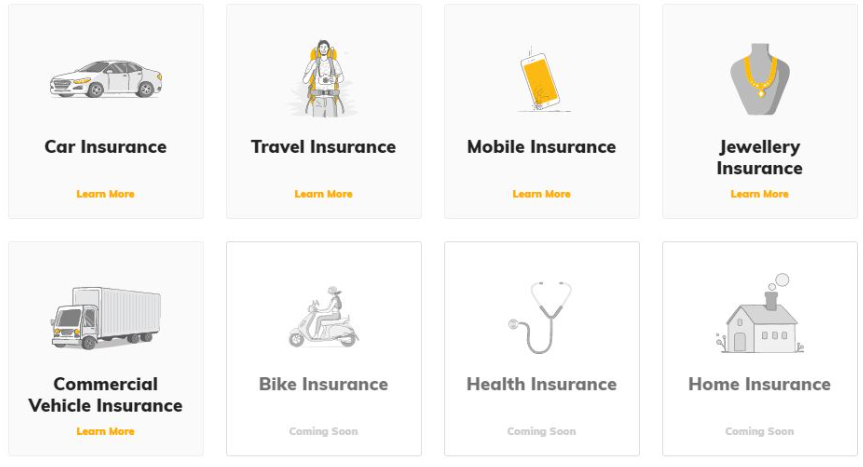 Car Insurance
Learn More
Travel Insurance
Learn More
Mobile Insurance
Learn More
Jewellery
Insurance
Learn More
Commercial
Vehicle Insurance
Learn More
Bike Insurance
Coming Soon
Health Insurance
Coming Soon
Home Insurance
Coming Soon